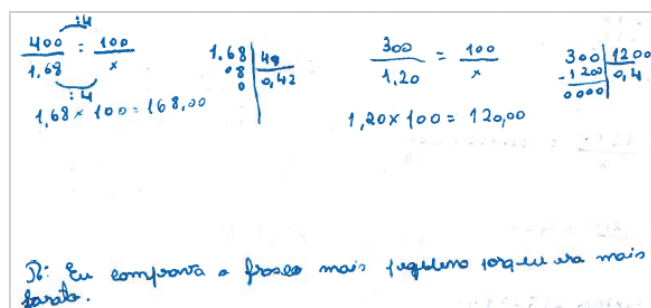 :4
400/1,68 = 100/x
:4
1,68 × 100 = 168,00
1,68 | 4
08 0,42
0
300/1,20 = 100/x
1,20 × 100 = 120,00
300 | 1200
-1200 0,4
0000
R: Eu comprava o frasco mais pequeno porque era mais
barato.